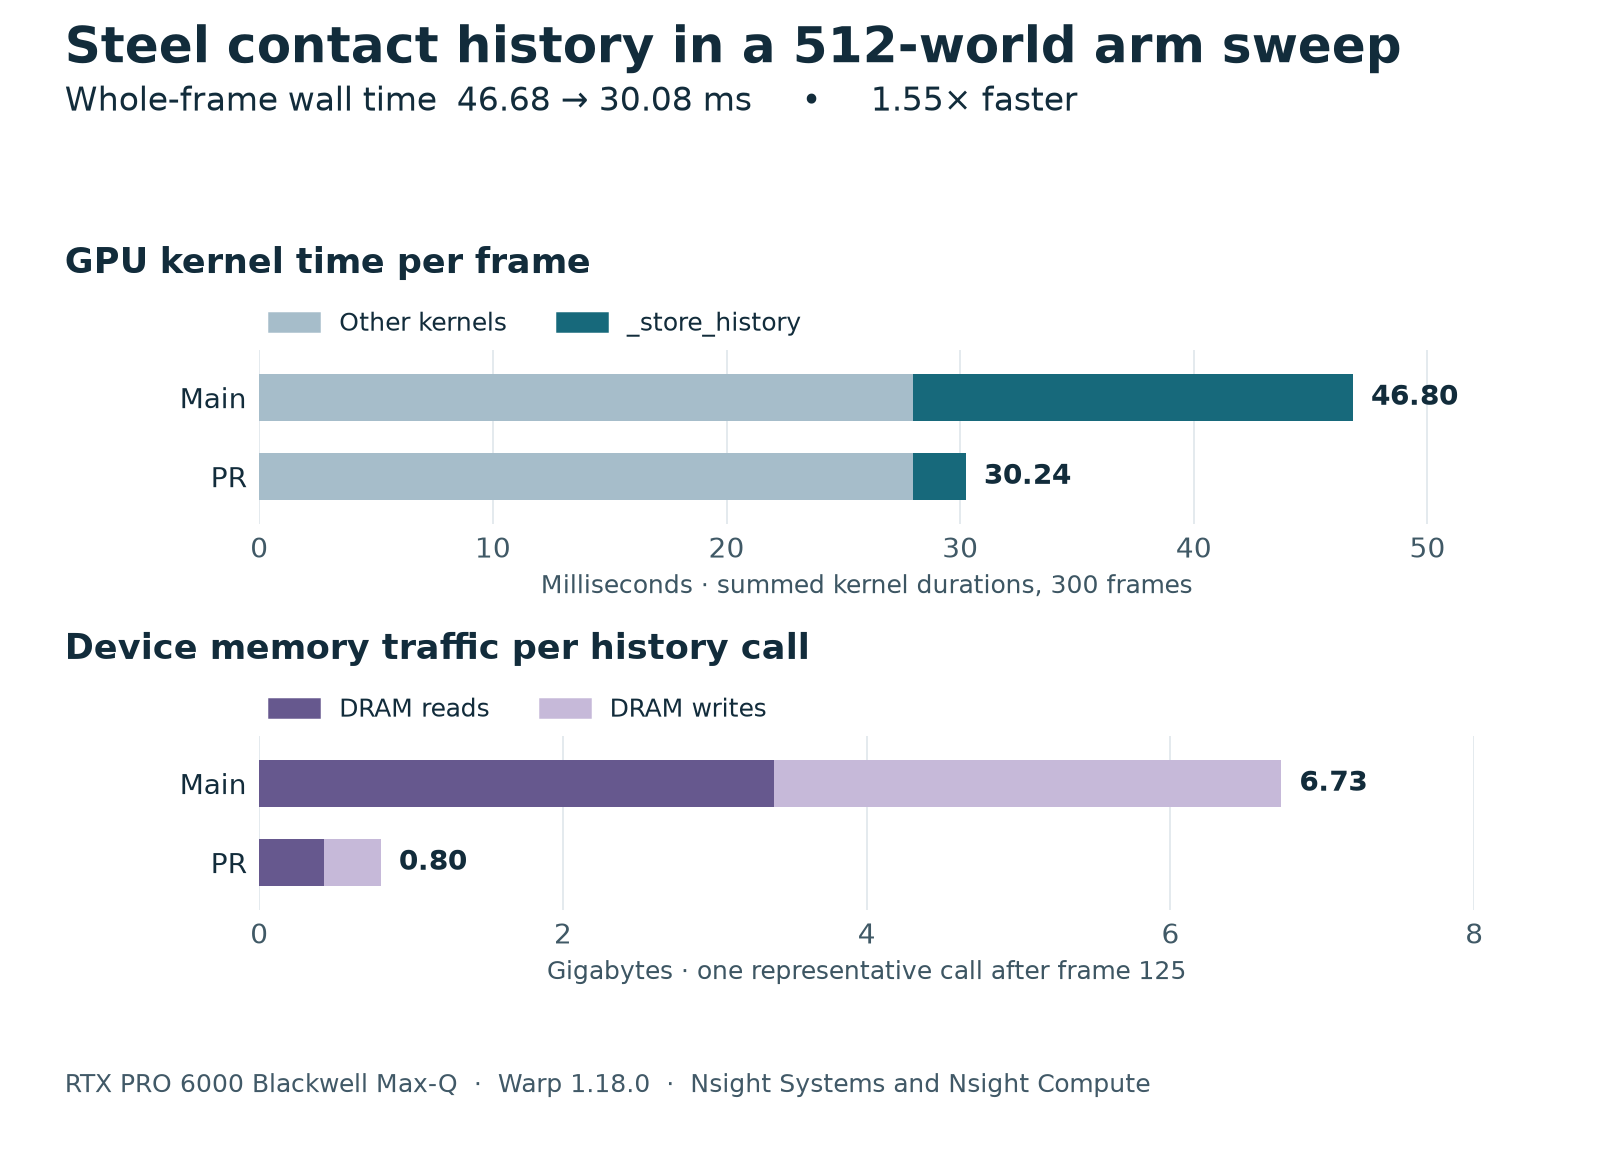 Steel contact history in a 512-world arm sweep
Whole-frame wall time 46.68 → 30.08 ms • 1.55× faster
GPU kernel time per frame
Other kernels _store_history
Main 46.80
PR 30.24
0 10 20 30 40 50
Milliseconds · summed kernel durations, 300 frames
Device memory traffic per history call
DRAM reads DRAM writes
Main 6.73
PR 0.80
0 2 4 6 8
Gigabytes · one representative call after frame 125
RTX PRO 6000 Blackwell Max-Q · Warp 1.18.0 · Nsight Systems and Nsight Compute